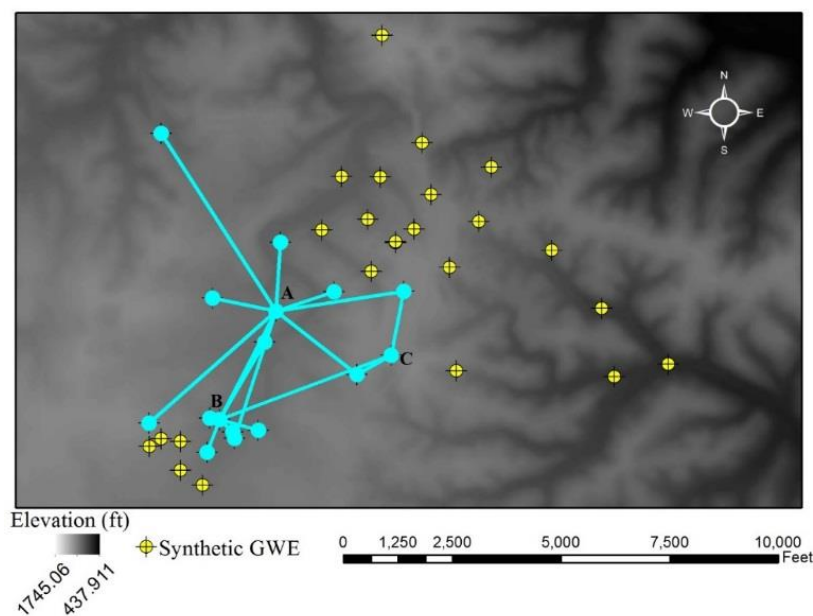 N
W E
S
A
C
B
Elevation (ft)
Synthetic GWE
0 1,250 2,500 5,000 7,500 10,000
Feet
1745.06
437.911